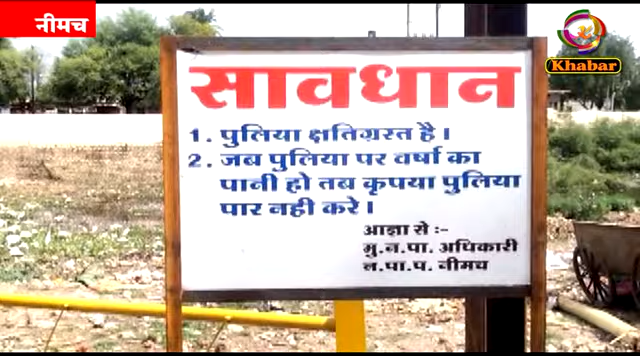 नीमच
Khabar
सावधान
1. पुलिया क्षतिग्रस्त है।
2. जब पुलिया पर वर्षा का
पानी हो तब कृपया पुलिया
पार नही करे।
आज्ञा से :-
मु.न.पा. अधिकारी
न.पा.प. नीमच